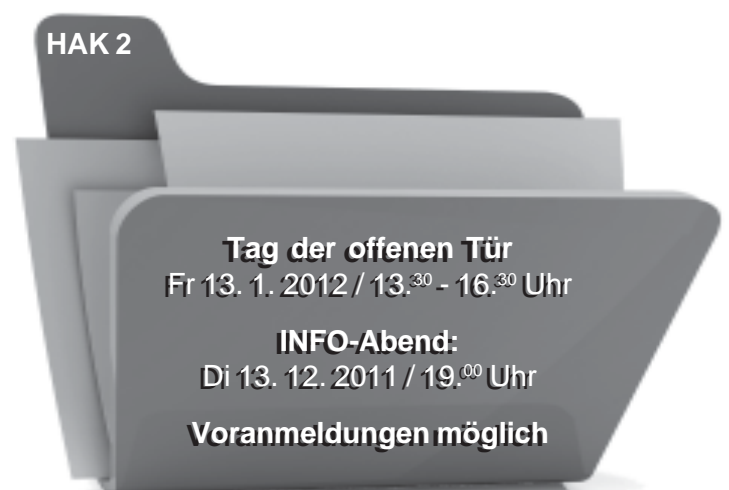 HAK 2
Tag der offenen Tür
Fr 13. 1. 2012 / 13.³⁰ - 16.³⁰ Uhr
INFO-Abend:
Di 13. 12. 2011 / 19.⁰⁰ Uhr
Voranmeldungen möglich